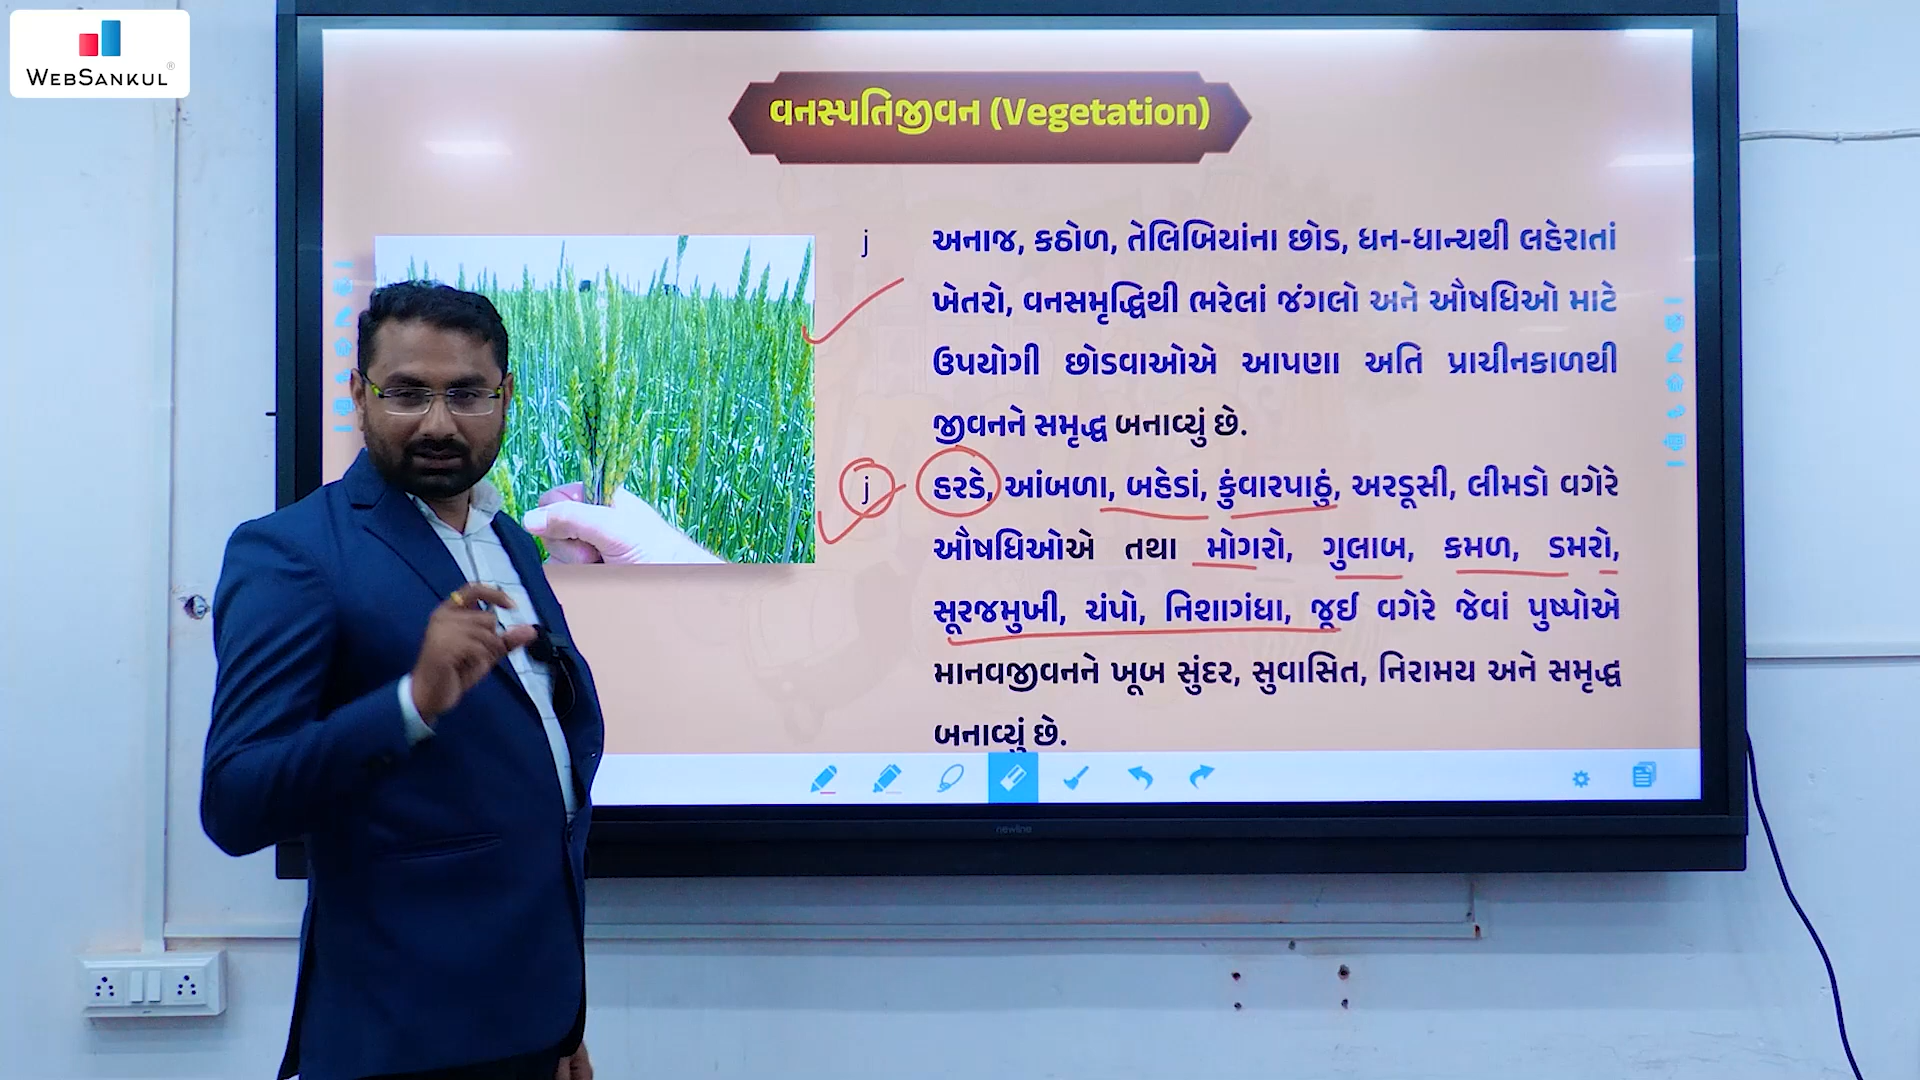 WEBSANKUL®
વનસ્પતિજીવન (Vegetation)
j અનાજ, કઠોળ, તેલિબિયાંના છોડ, ધન-ધાન્યથી લહેરાતાં
ખેતરો, વનસમૃદ્ધિથી ભરેલાં જંગલો અને ઔષધિઓ માટે
ઉપયોગી છોડવાઓએ આપણા અતિ પ્રાચીનકાળથી
જીવનને સમૃદ્ધ બનાવ્યું છે.
j હરડે, આંબળા, બહેડાં, કુંવારપાઠું, અરડૂસી, લીમડો વગેરે
ઔષધિઓએ તથા મોગરો, ગુલાબ, કમળ, ડમરો,
સૂરજમુખી, ચંપો, નિશાગંધા, જૂઈ વગેરે જેવાં પુષ્પોએ
માનવજીવનને ખૂબ સુંદર, સુવાસિત, નિરામય અને સમૃદ્ધ
બનાવ્યું છે.
newline